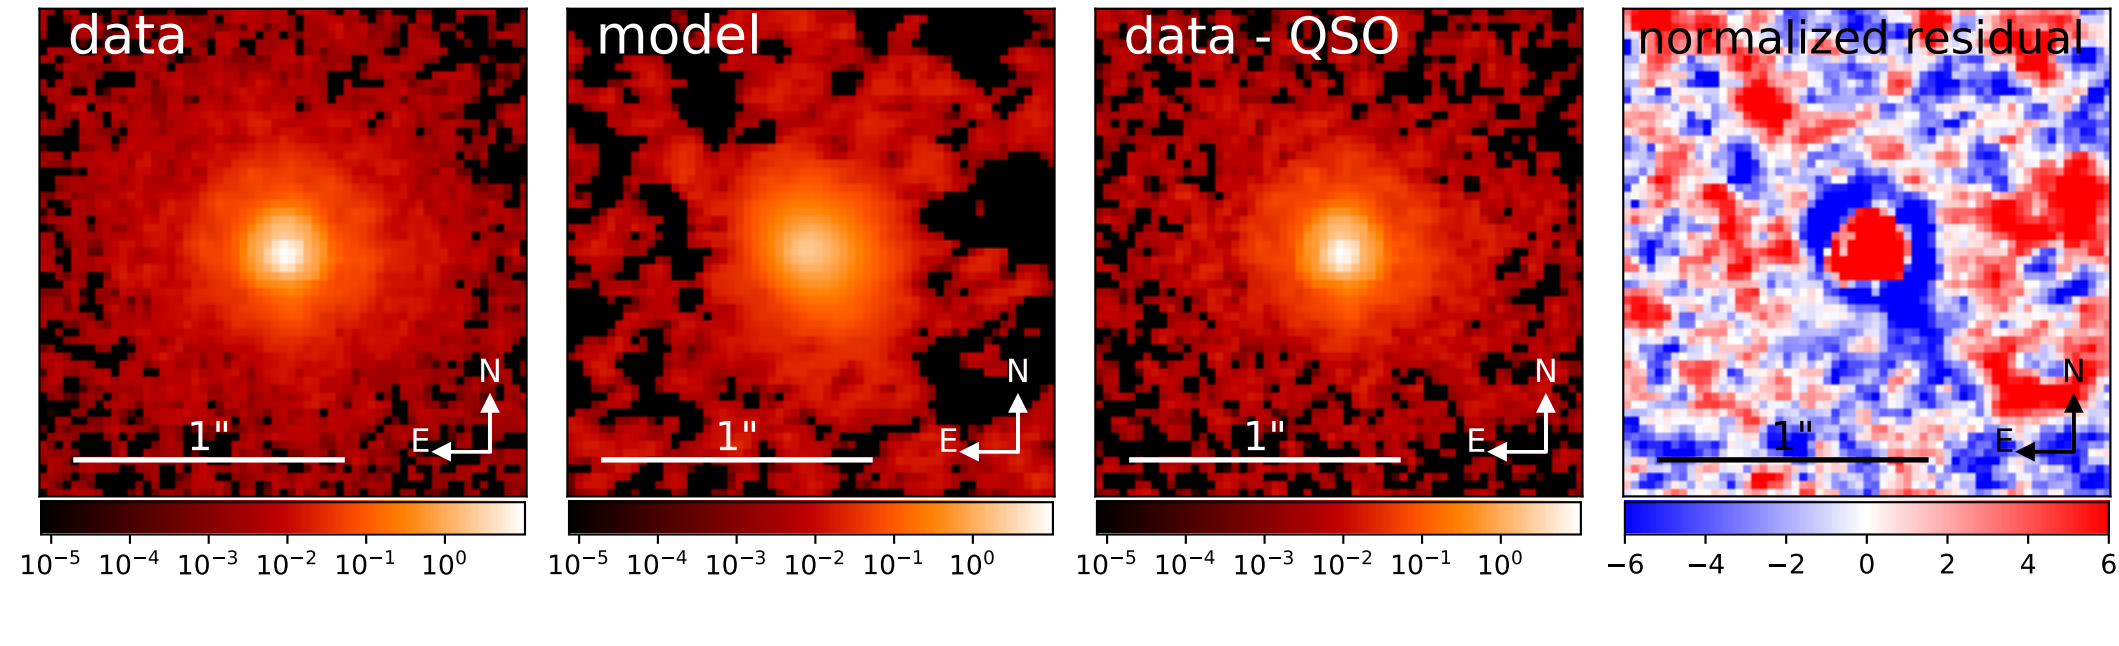 data
model
data - QSO
normalized residual
N
N
N
N
1"
E
1"
E
1"
E
1"
E
10⁻⁵ 10⁻⁴ 10⁻³ 10⁻² 10⁻¹ 10⁰
10⁻⁵ 10⁻⁴ 10⁻³ 10⁻² 10⁻¹ 10⁰
10⁻⁵ 10⁻⁴ 10⁻³ 10⁻² 10⁻¹ 10⁰
−6 −4 −2 0 2 4 6